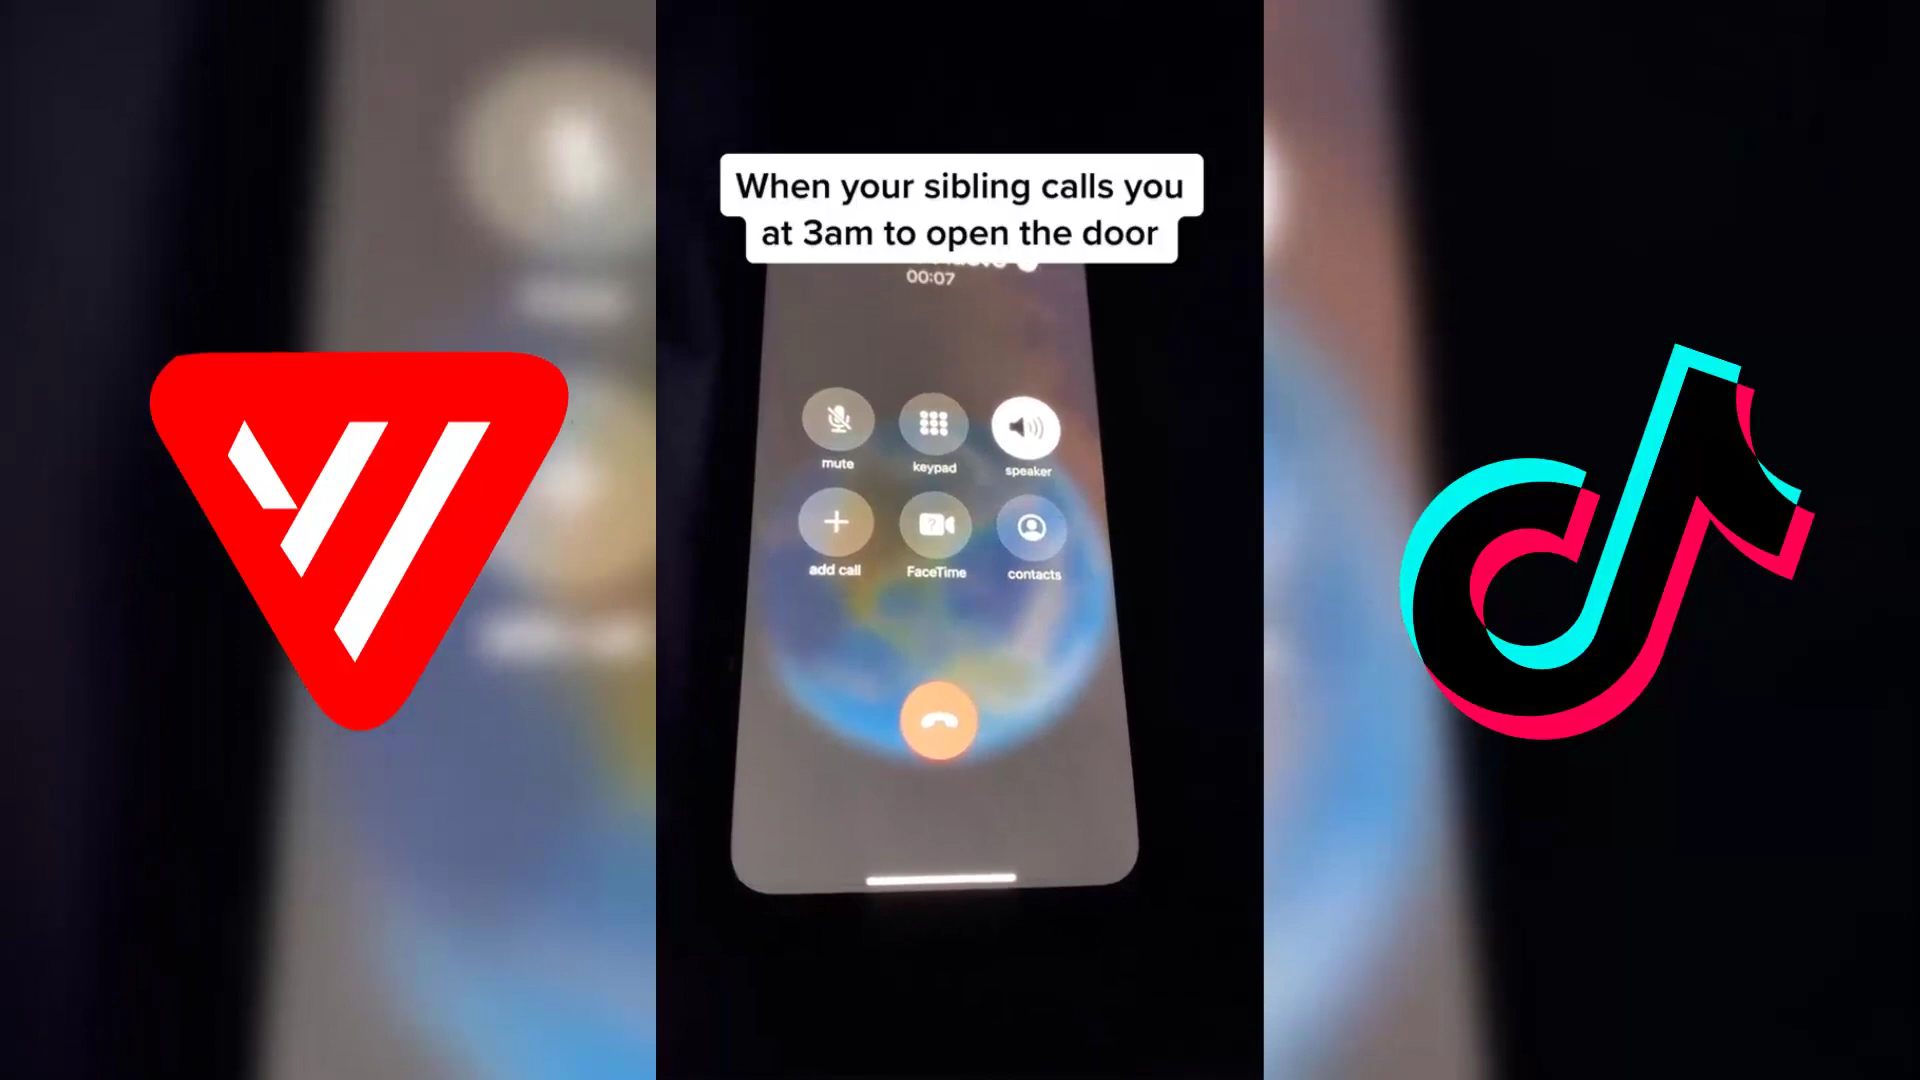 When your sibling calls you
at 3am to open the door
00:07
mute
keypad
speaker
add call
FaceTime
contacts